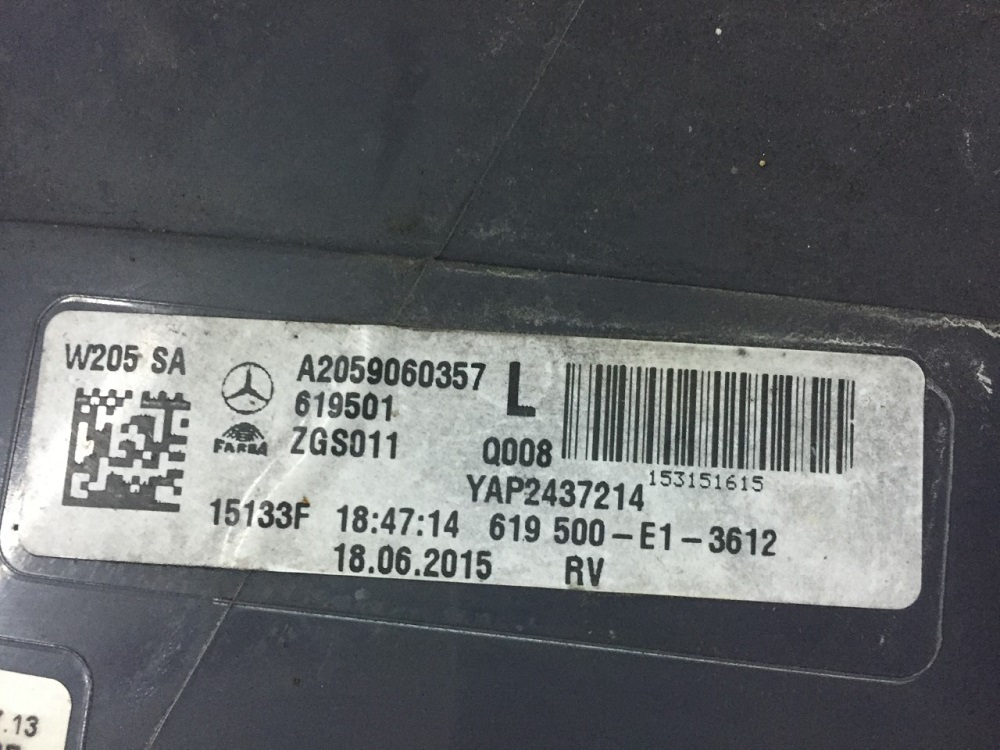 W205 SA
A2059060357 L
619501
FARBA ZGS011
Q008
153151615
YAP2437214
15133F 18:47:14 619 500-E1-3612
18.06.2015 RV
.13